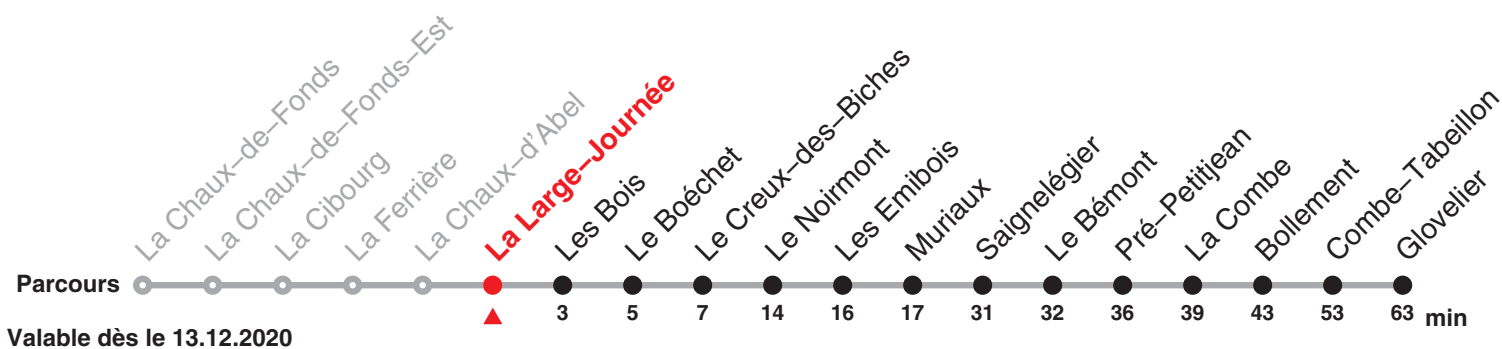 La Chaux–de–Fonds
La Chaux–de–Fonds–Est
La Cibourg
La Ferrière
La Chaux–d'Abel
La Large–Journée
Les Bois
Le Boéchet
Le Creux–des–Biches
Le Noirmont
Les Emibois
Muriaux
Saignelégier
Le Bémont
Pré–Petitjean
La Combe
Bollement
Combe–Tabeillon
Glovelier
Parcours
3 5 7 14 16 17 31 32 36 39 43 53 63 min
Valable dès le 13.12.2020